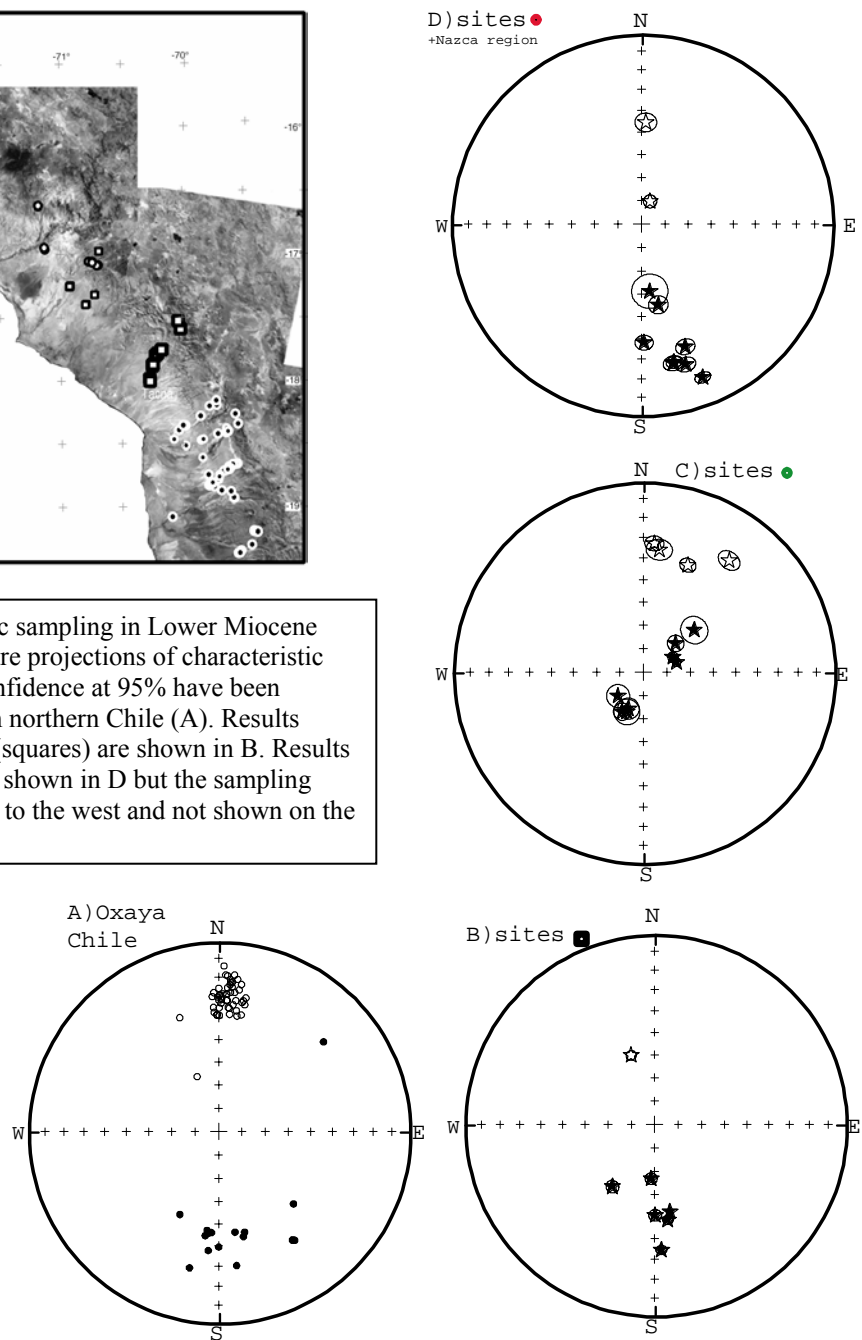 D)sites
+Nazca region
N
W
E
S
-71°
-70°
-16°
-17°
-18
-19
N
C)sites
W
E
S
c sampling in Lower Miocene
re projections of characteristic
nfidence at 95% have been
n northern Chile (A). Results
(squares) are shown in B. Results
shown in D but the sampling
to the west and not shown on the
A)Oxaya
Chile
N
W
E
S
B)sites
N
W
E
S